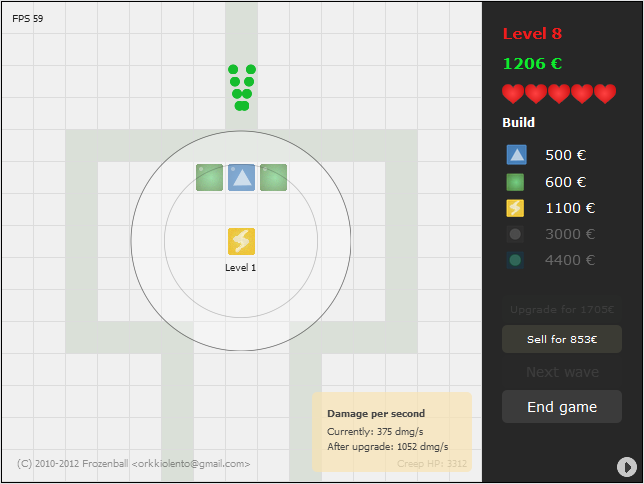 FPS 59
Level 8
1206 €
Build
500 €
600 €
1100 €
3000 €
4400 €
Level 1
Upgrade for 1705€
Sell for 853€
Next wave
End game
Damage per second
Currently: 375 dmg/s
After upgrade: 1052 dmg/s
(C) 2010-2012 Frozenball <orkkiolento@gmail.com>
Creep HP: 3312